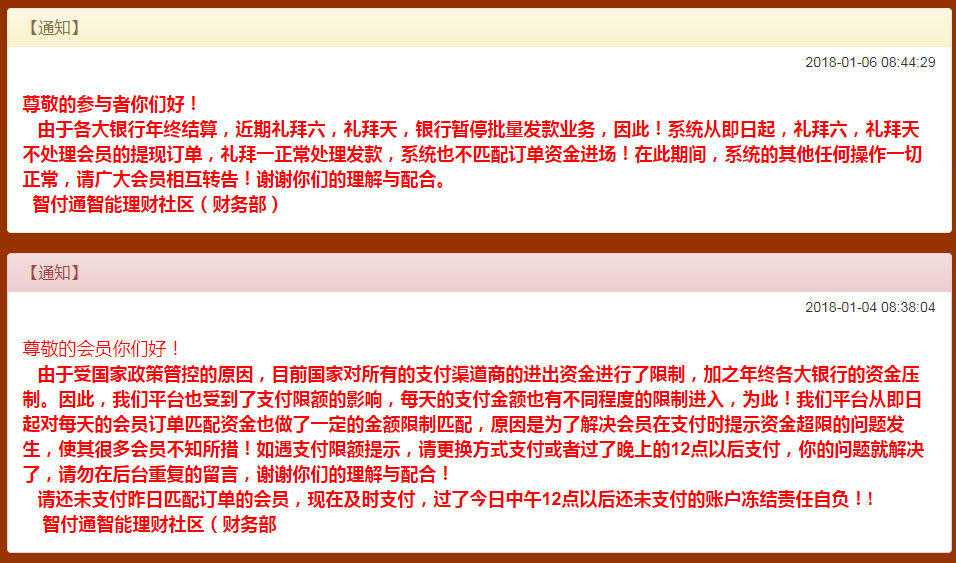 【通知】
2018-01-06 08:44:29
尊敬的参与者你们好！
由于各大银行年终结算，近期礼拜六，礼拜天，银行暂停批量发款业务，因此！系统从即日起，礼拜六，礼拜天
不处理会员的提现订单，礼拜一正常处理发款，系统也不匹配订单资金进场！在此期间，系统的其他任何操作一切
正常，请广大会员相互转告！谢谢你们的理解与配合。
智付通智能理财社区（财务部）
【通知】
2018-01-04 08:38:04
尊敬的会员你们好！
由于受国家政策管控的原因，目前国家对所有的支付渠道商的进出资金进行了限制，加之年终各大银行的资金压
制。因此，我们平台也受到了支付限额的影响，每天的支付金额也有不同程度的限制进入，为此！我们平台从即日
起对每天的会员订单匹配资金也做了一定的金额限制匹配，原因是为了解决会员在支付时提示资金超限的问题发
生，使其很多会员不知所措！如遇支付限额提示，请更换方式支付或者过了晚上的12点以后支付，你的问题就解决
了，请勿在后台重复的留言，谢谢你们的理解与配合！
请还未支付昨日匹配订单的会员，现在及时支付，过了今日中午12点以后还未支付的账户冻结责任自负！!
智付通智能理财社区（财务部